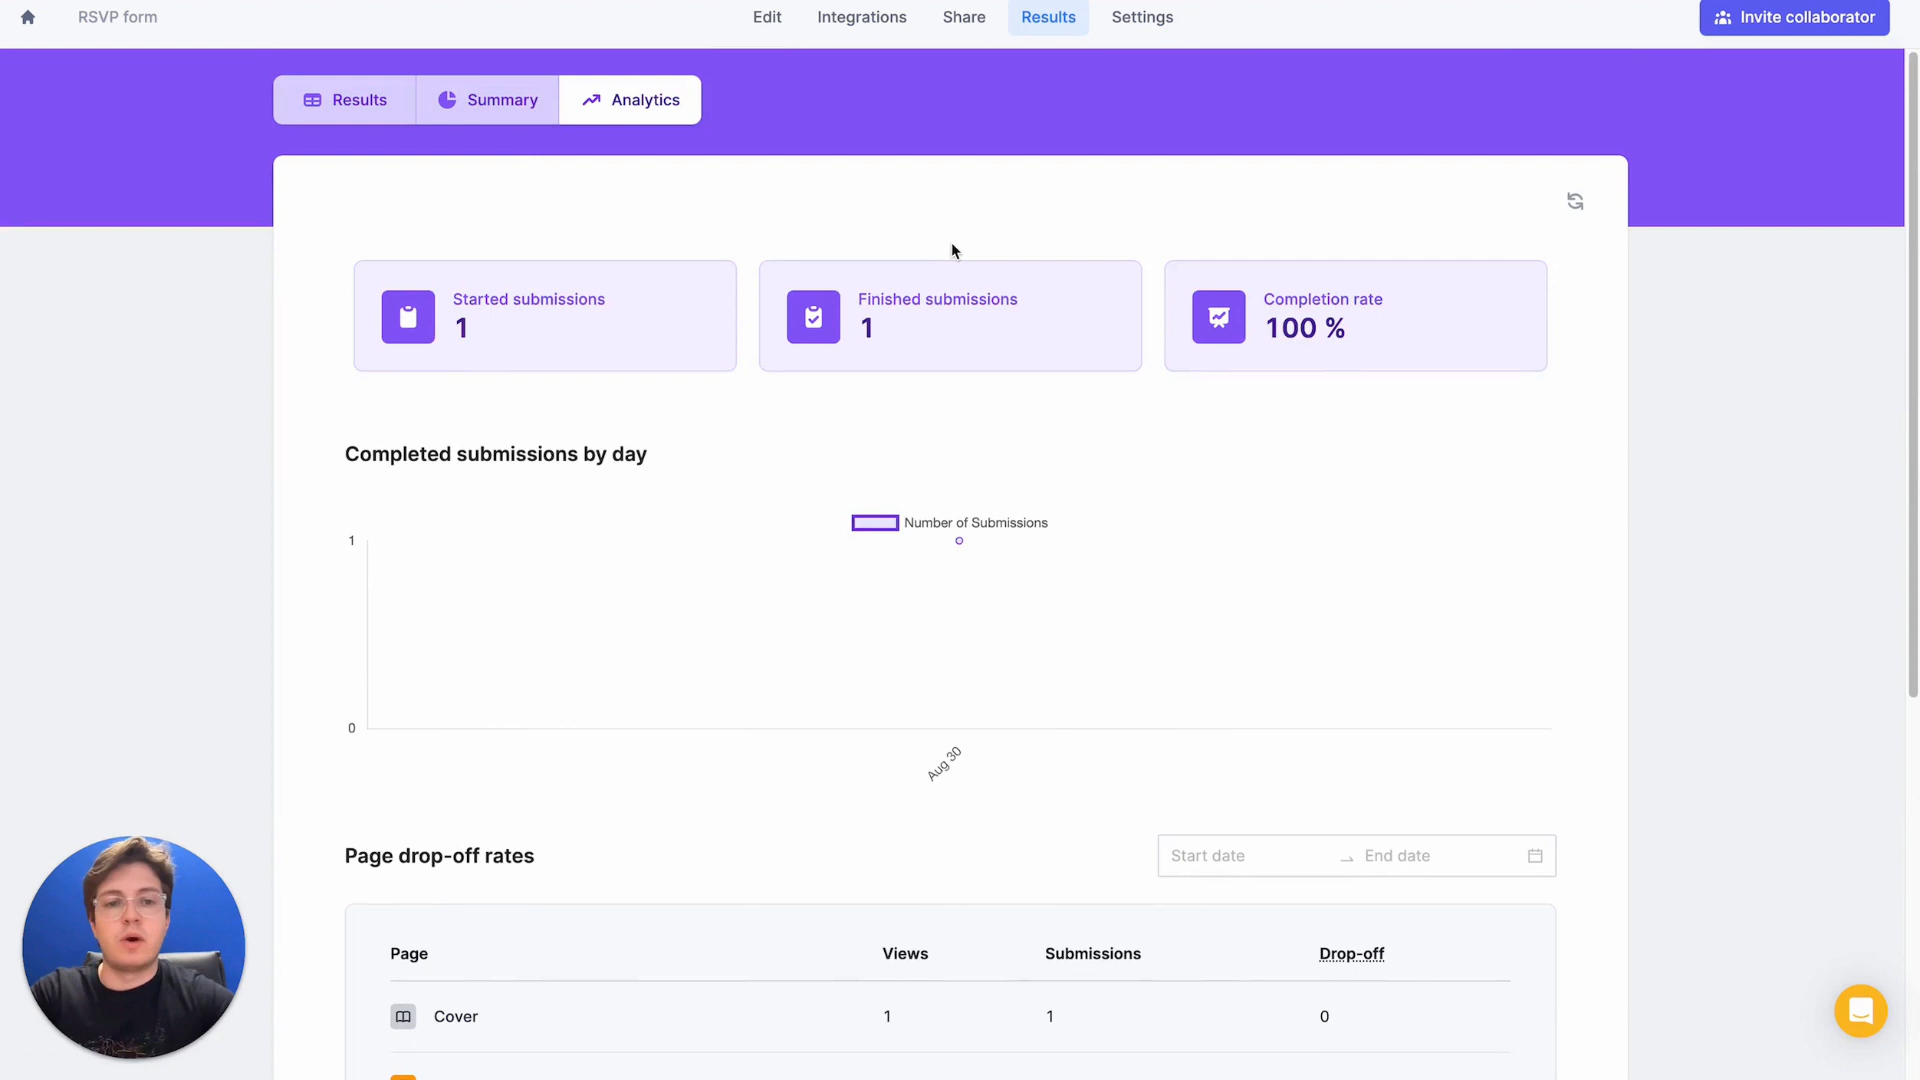 RSVP form
Edit
Integrations
Share
Results
Settings
Invite collaborator
Results
Summary
Analytics
Started submissions
1
Finished submissions
1
Completion rate
100 %
Completed submissions by day
Number of Submissions
1
0
Aug 30
Page drop-off rates
Start date
End date
Page
Views
Submissions
Drop-off
Cover
1
1
0